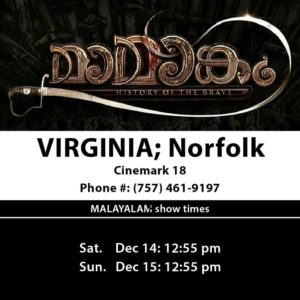 മാമാങ്കം
HISTORY OF THE BRAVE
VIRGINIA; Norfolk
Cinemark 18
Phone #: (757) 461-9197
MALAYALAM show times
Sat. Dec 14: 12:55 pm
Sun. Dec 15: 12:55 pm